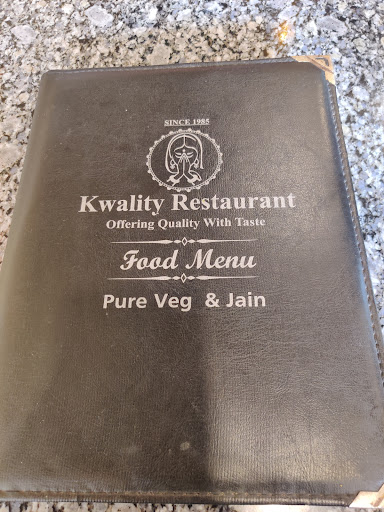 SINCE 1985
Kwality Restaurant
Offering Quality With Taste
Food Menu
Pure Veg & Jain